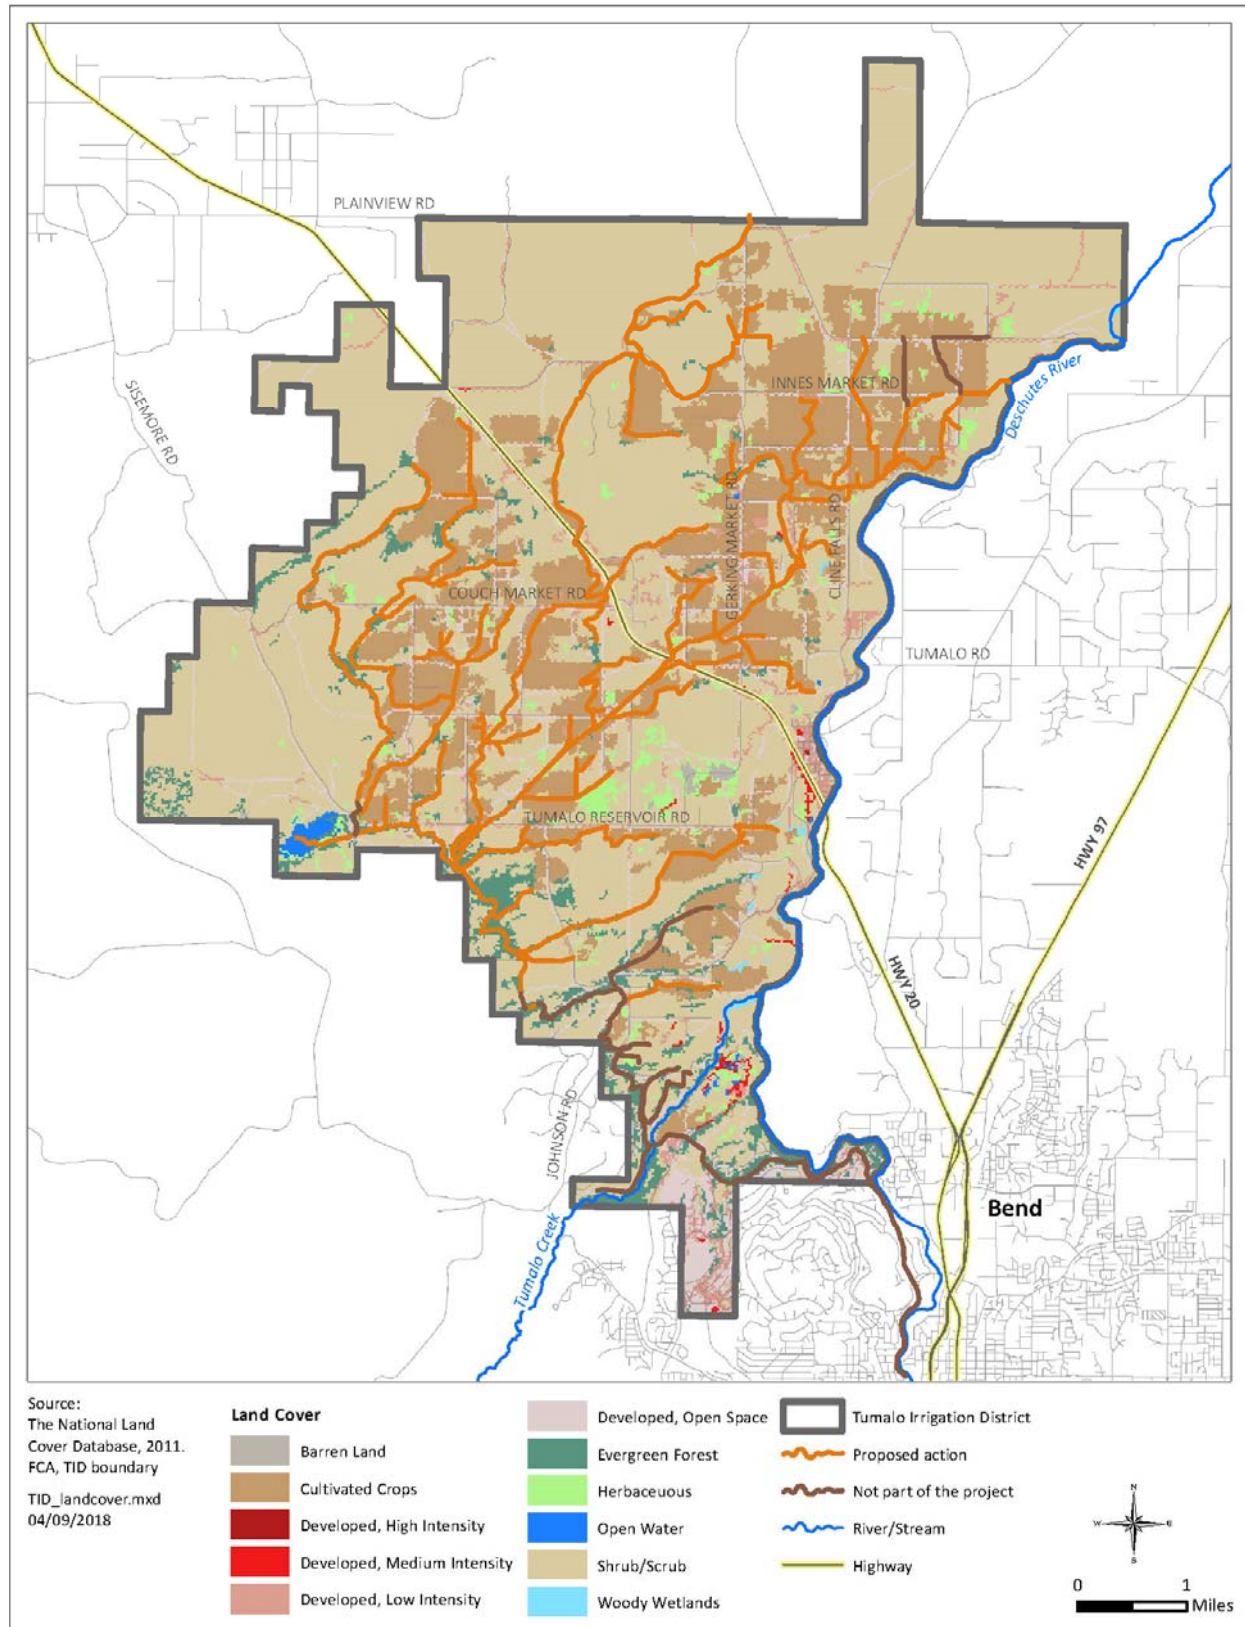 PLAINVIEW RD
SISEMORE RD
INNES MARKET RD
Deschutes River
GERKING MARKET RD
CLINE FALLS RD
COUCH MARKET RD
TUMALO RD
TUMALO RESERVOIR RD
HWY 97
HWY 20
JOHNSON RD
Tumalo Creek
Bend
Source:
The National Land
Cover Database, 2011.
FCA, TID boundary
TID_landcover.mxd
04/09/2018
Land Cover
Barren Land
Cultivated Crops
Developed, High Intensity
Developed, Medium Intensity
Developed, Low Intensity
Developed, Open Space
Evergreen Forest
Herbaceuous
Open Water
Shrub/Scrub
Woody Wetlands
Tumalo Irrigation District
Proposed action
Not part of the project
River/Stream
Highway
N
W
E
S
0 1
Miles